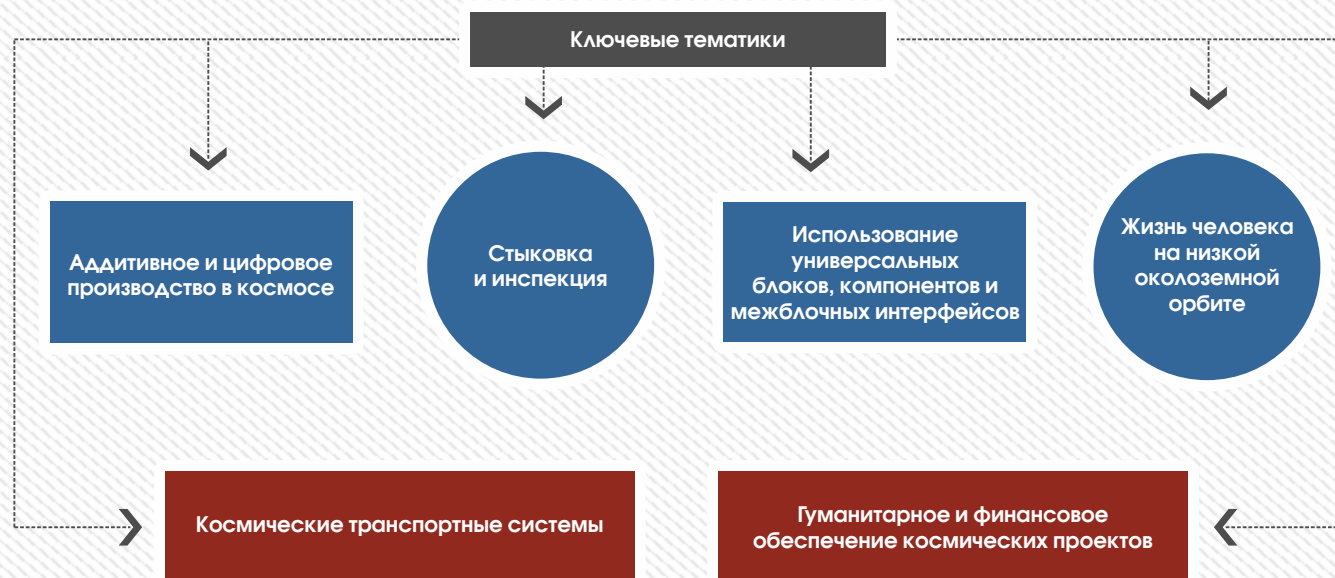 Ключевые тематики
Аддитивное и цифровое
производство в космосе
Стыковка
и инспекция
Использование
универсальных
блоков, компонентов и
межблочных интерфейсов
Жизнь человека
на низкой
околоземной
орбите
Космические транспортные системы
Гуманитарное и финансовое
обеспечение космических проектов